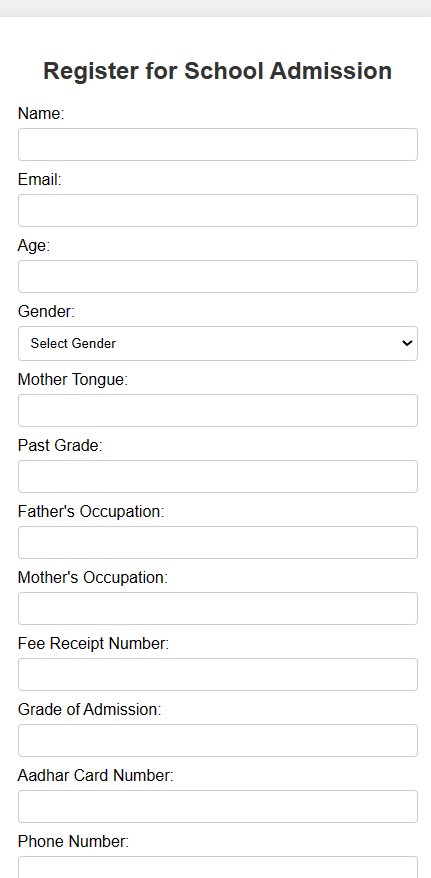 Register for School Admission
Name:
Email:
Age:
Gender:
Select Gender
Mother Tongue:
Past Grade:
Father's Occupation:
Mother's Occupation:
Fee Receipt Number:
Grade of Admission:
Aadhar Card Number:
Phone Number: